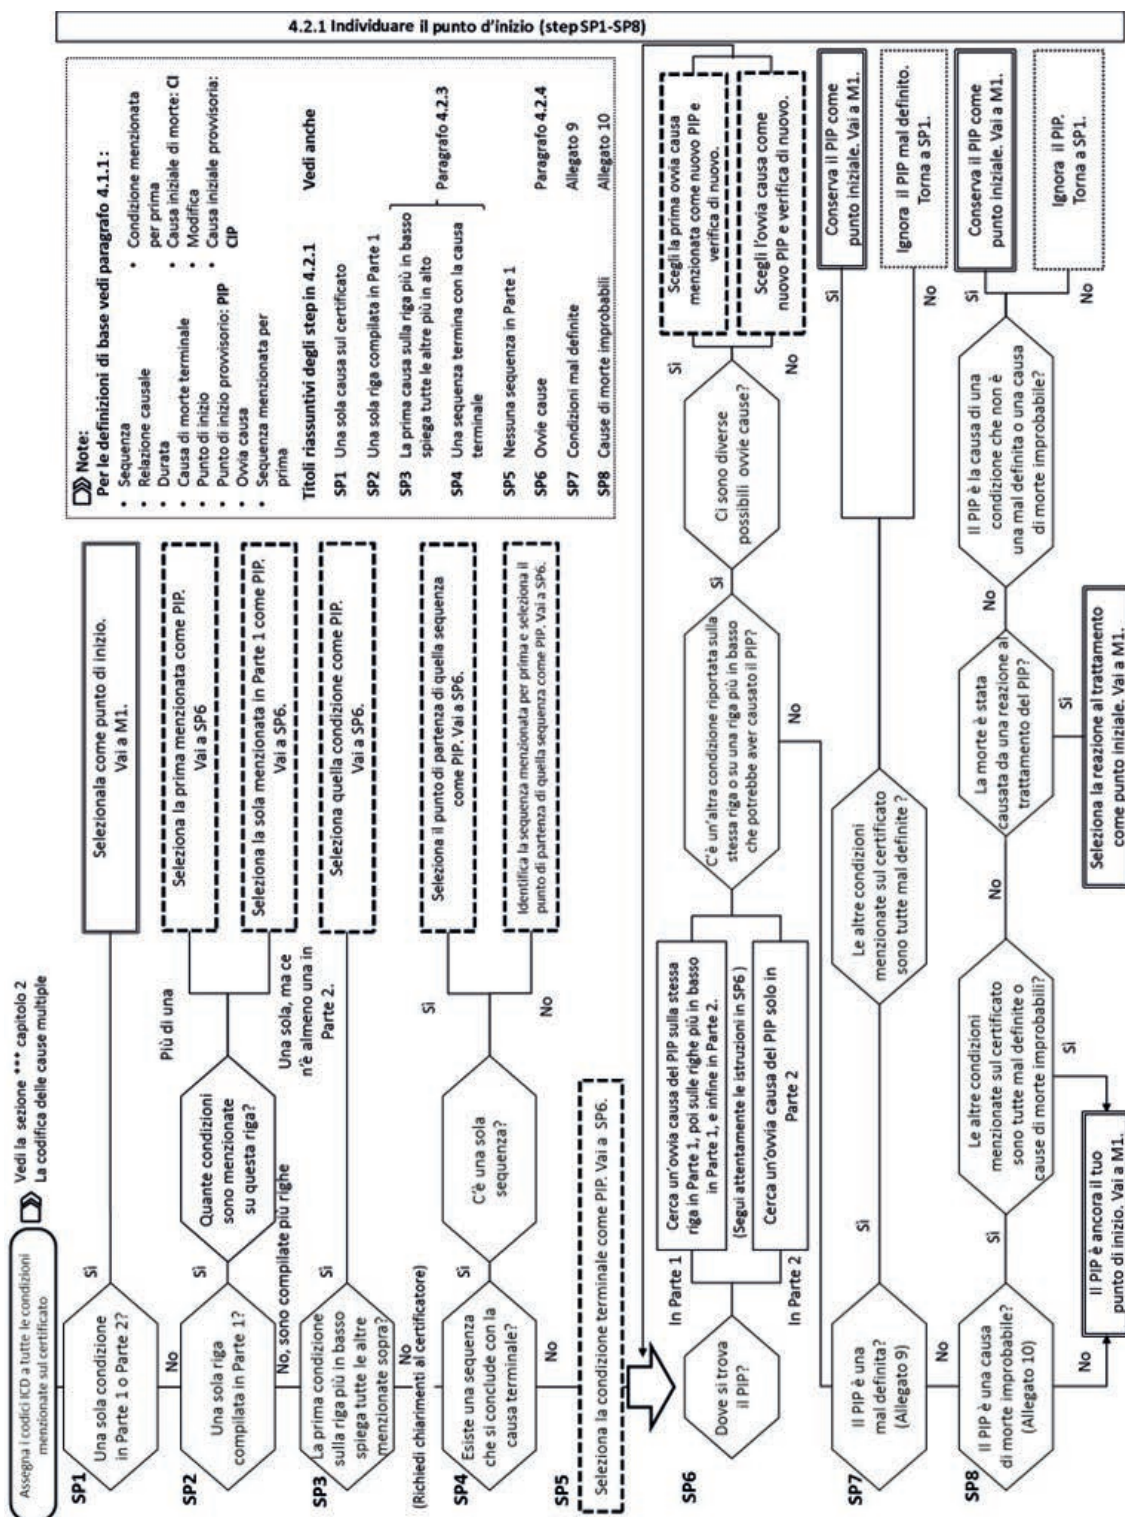 4.2.1 Individuare il punto d'inizio (step SP1-SP8)
Assegna i codici ICD a tutte le condizioni
menzionate sul certificato
Vedi la sezione *** capitolo 2
La codifica delle cause multiple
SP1
Una sola condizione
in Parte 1 o Parte 2?
Sì
Selezionala come punto di inizio.
Vai a M1.
No
SP2
Una sola riga
compilata in Parte 1?
Sì
Quante condizioni
sono menzionate
su questa riga?
Più di una
Seleziona la prima menzionata come PIP.
Vai a SP6
Una sola, ma ce
n'è almeno una in
Parte 2.
Seleziona la sola menzionata in Parte 1 come PIP.
Vai a SP6.
No, sono compilate più righe
SP3
La prima condizione
sulla riga più in basso
spiega tutte le altre
menzionate sopra?
Sì
Seleziona quella condizione come PIP.
Vai a SP6.
No
(Richiedi chiarimenti al certificatore)
SP4
Esiste una sequenza
che si conclude con la
causa terminale?
Sì
C'è una sola
sequenza?
Sì
Seleziona il punto di partenza di quella sequenza
come PIP. Vai a SP6.
No
Identifica la sequenza menzionata per prima e seleziona il
punto di partenza di quella sequenza come PIP. Vai a SP6.
No
SP5
Seleziona la condizione terminale come PIP. Vai a SP6.
Note:
Per le definizioni di base vedi paragrafo 4.1.1 :
• Sequenza
• Relazione causale
• Durata
• Causa di morte terminale
• Punto di inizio
• Punto di inizio provvisorio: PIP
• Ovvia causa
• Sequenza menzionata per
prima
• Condizione menzionata
per prima
• Causa iniziale di morte: CI
• Modifica
• Causa iniziale provvisoria:
CIP
Titoli riassuntivi degli step in 4.2.1
Vedi anche
SP1 Una sola causa sul certificato
SP2 Una sola riga compilata in Parte 1
SP3 La prima causa sulla riga più in basso
spiega tutte le altre più in alto
Paragrafo 4.2.3
SP4 Una sequenza termina con la causa
terminale
SP5 Nessuna sequenza in Parte 1
SP6 Ovvie cause Paragrafo 4.2.4
SP7 Condizioni mal definite Allegato 9
SP8 Cause di morte improbabili Allegato 10
SP6
Dove si trova
il PIP?
In Parte 1
Cerca un'ovvia causa del PIP sulla stessa
riga in Parte 1, poi sulle righe più in basso
in Parte 1, e infine in Parte 2.
(Segui attentamente le istruzioni in SP6 )
In Parte 2
Cerca un'ovvia causa del PIP solo in
Parte 2
C'è un'altra condizione riportata sulla
stessa riga o su una riga più in basso
che potrebbe aver causato il PIP?
Sì
Ci sono diverse
possibili ovvie cause?
Sì
Scegli la prima ovvia causa
menzionata come nuovo PIP e
verifica di nuovo.
No
Scegli l'ovvia causa come
nuovo PIP e verifica di nuovo.
No
SP7
Il PIP è una
mal definita?
(Allegato 9)
Sì
Le altre condizioni
menzionate sul certificato
sono tutte mal definite ?
Sì
Conserva il PIP come
punto iniziale. Vai a M1.
No
Ignora il PIP mal definito.
Torna a SP1.
No
SP8
Il PIP è una causa
di morte improbabile?
(Allegato 10)
Sì
Le altre condizioni
menzionate sul certificato
sono tutte mal definite o
cause di morte improbabili?
No
La morte è stata
causata da una reazione al
trattamento del PIP?
No
Il PIP è la causa di una
condizione che non è
una mal definita o una causa
di morte improbabile?
Sì
Conserva il PIP come
punto iniziale. Vai a M1.
No
Ignora il PIP.
Torna a SP1.
No
Sì
Il PIP è ancora il tuo
punto di inizio. Vai a M1.
Sì
Seleziona la reazione al trattamento
come punto iniziale. Vai a M1.